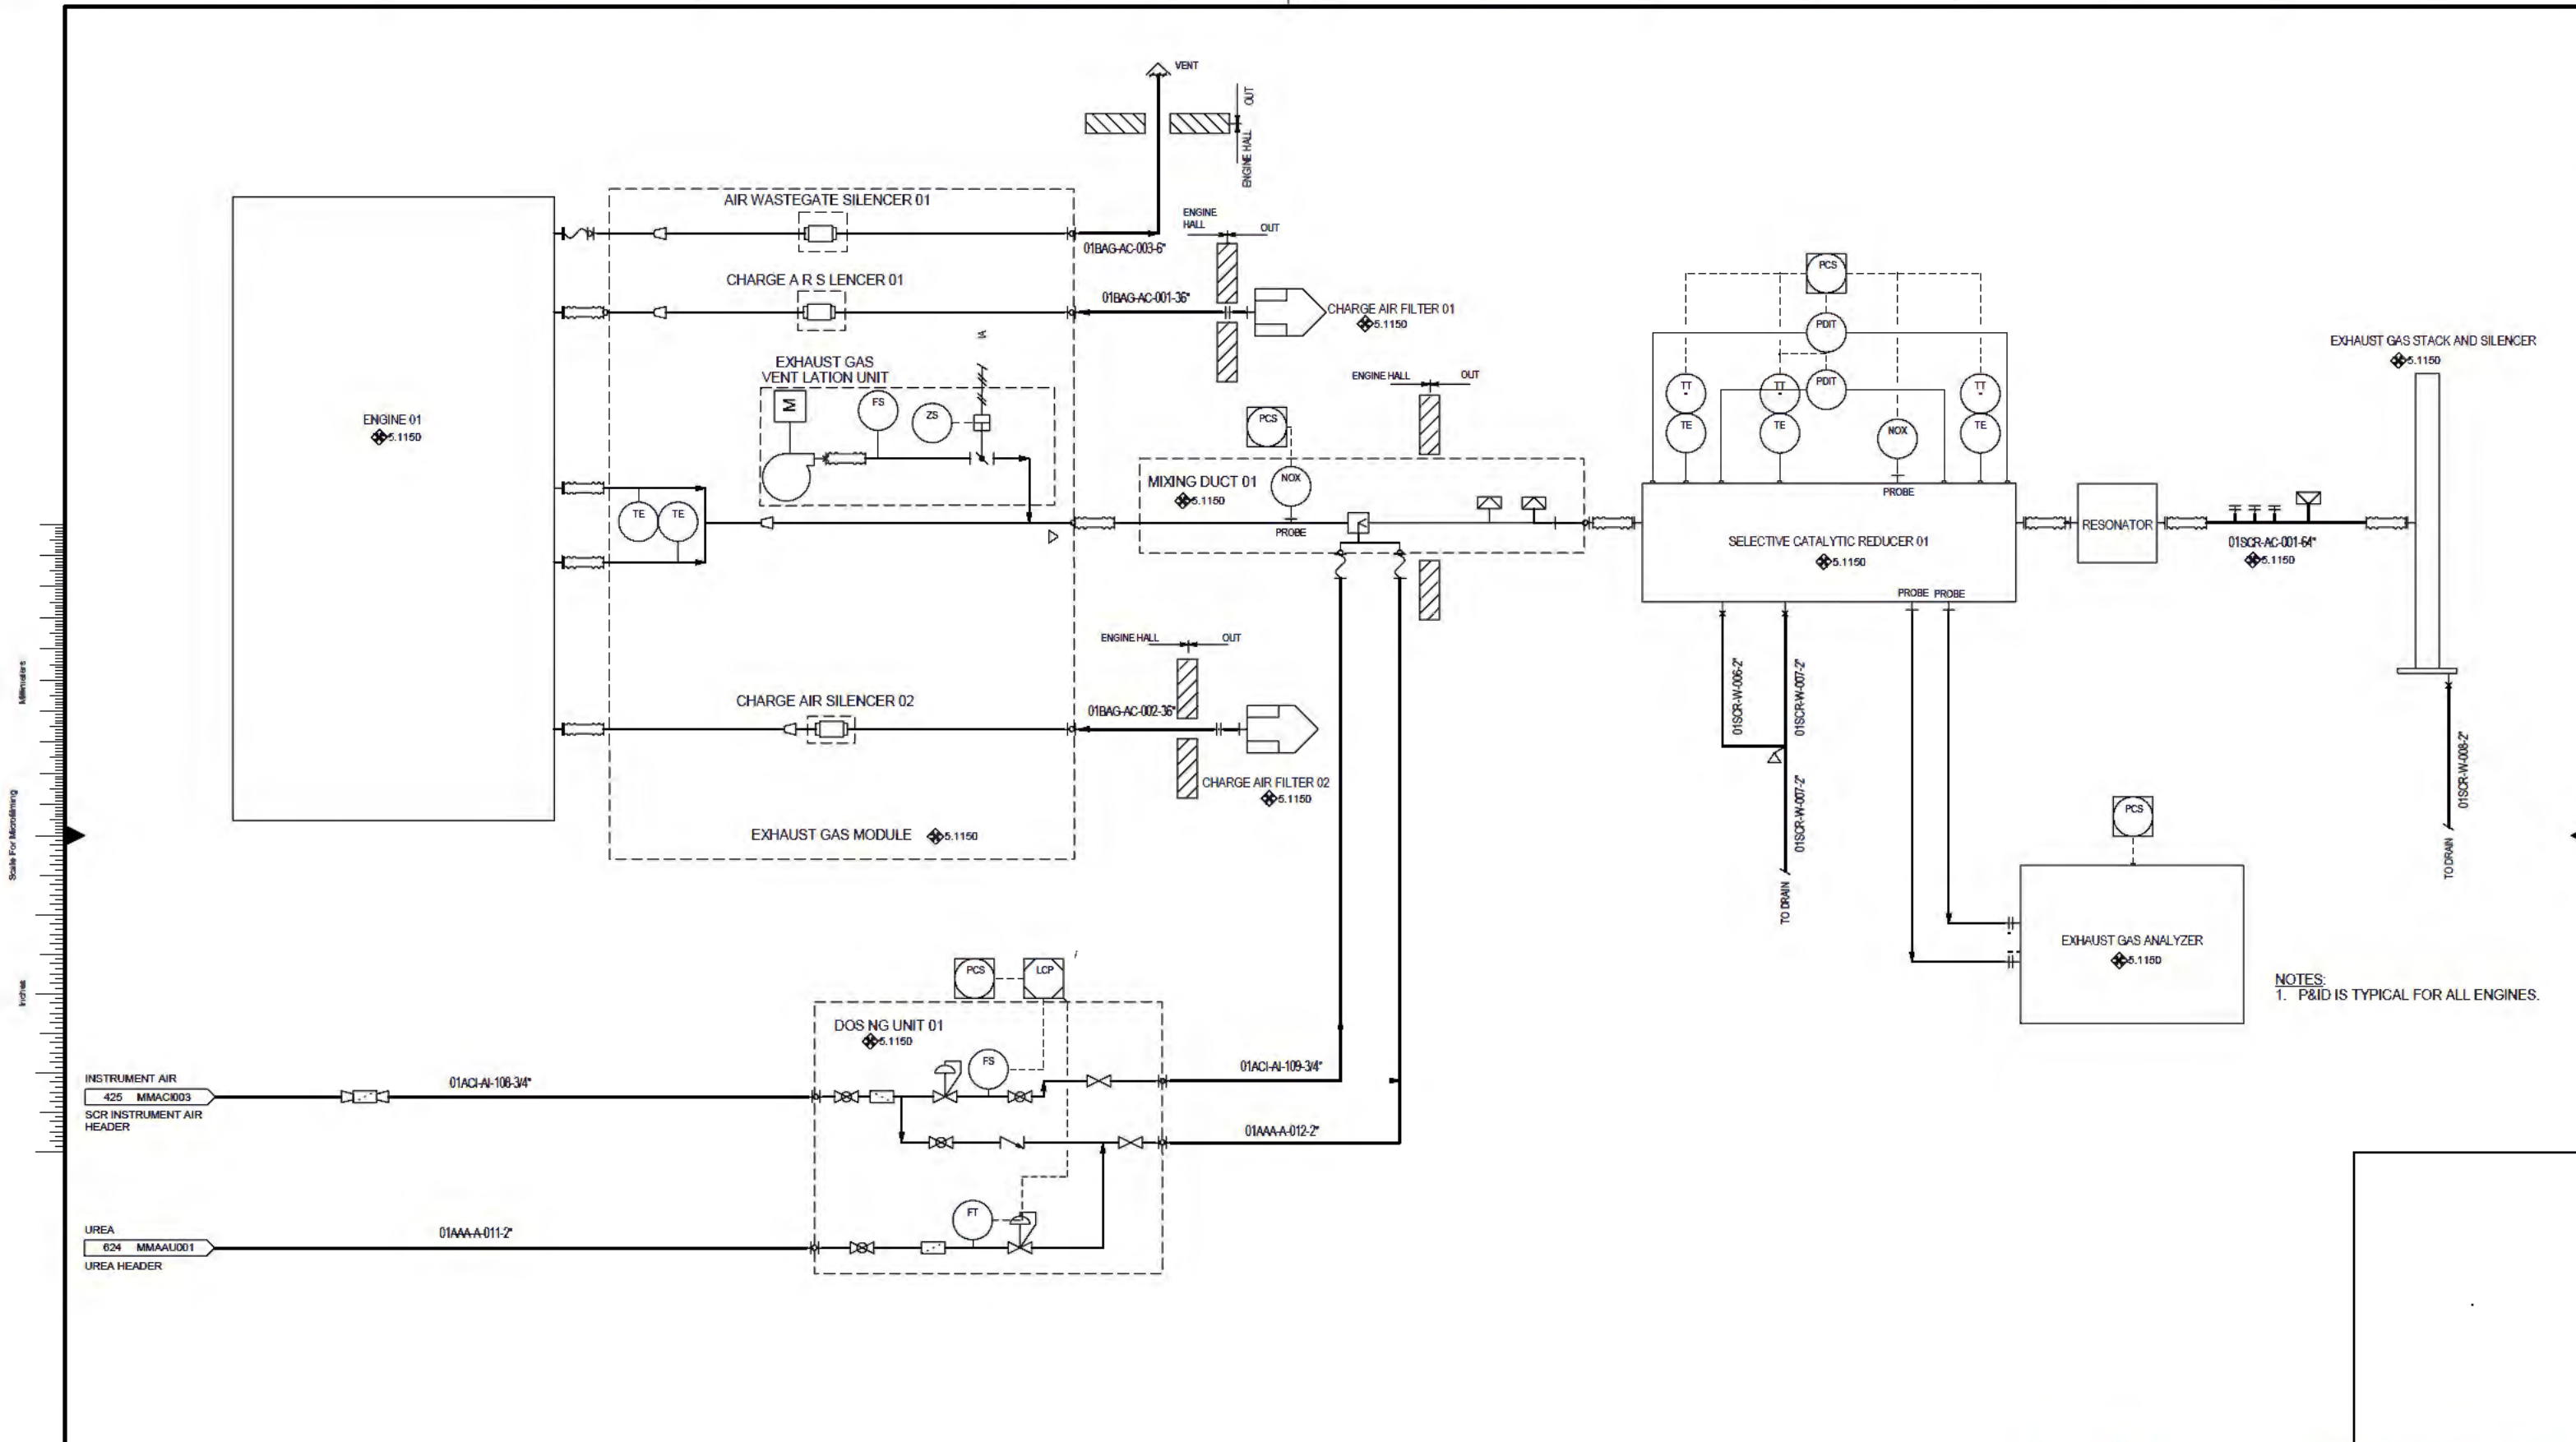 VENT
OUT
ENGINE HALL
AIR WASTEGATE SILENCER 01
ENGINE
HALL
OUT
01BAG-AC-003-6"
CHARGE A R S LENCER 01
01BAG-AC-001-36"
CHARGE AIR FILTER 01
5.1150
PCS
PDIT
PDIT
TT
TT
TT
TE
TE
NOX
TE
PROBE
EXHAUST GAS STACK AND SILENCER
5.1150
EXHAUST GAS
VENT LATION UNIT
M
FS
ZS
IA
ENGINE HALL
OUT
PCS
ENGINE 01
5.1150
MIXING DUCT 01
5.1150
NOX
PROBE
TE
TE
SELECTIVE CATALYTIC REDUCER 01
5.1150
PROBE PROBE
RESONATOR
01SCR-AC-001-64"
5.1150
ENGINE HALL
OUT
CHARGE AIR SILENCER 02
01BAG-AC-002-36"
CHARGE AIR FILTER 02
5.1150
EXHAUST GAS MODULE 5.1150
01SCR-W-006-2"
01SCR-W-007-2"
01SCR-W-007-2"
TO DRAIN
01SCR-W-008-2"
TO DRAIN
PCS
EXHAUST GAS ANALYZER
5.1150
NOTES:
1. P&ID IS TYPICAL FOR ALL ENGINES.
PCS
LCP
DOS NG UNIT 01
5.1150
FS
FT
INSTRUMENT AIR
425 MMACI003
SCR INSTRUMENT AIR
HEADER
01ACI-AI-108-3/4"
01ACI-AI-109-3/4"
01AAA-A-012-2"
UREA
624 MMAAU001
UREA HEADER
01AAA-A-011-2"
Millimeters
Scale For Microfilming
Inches